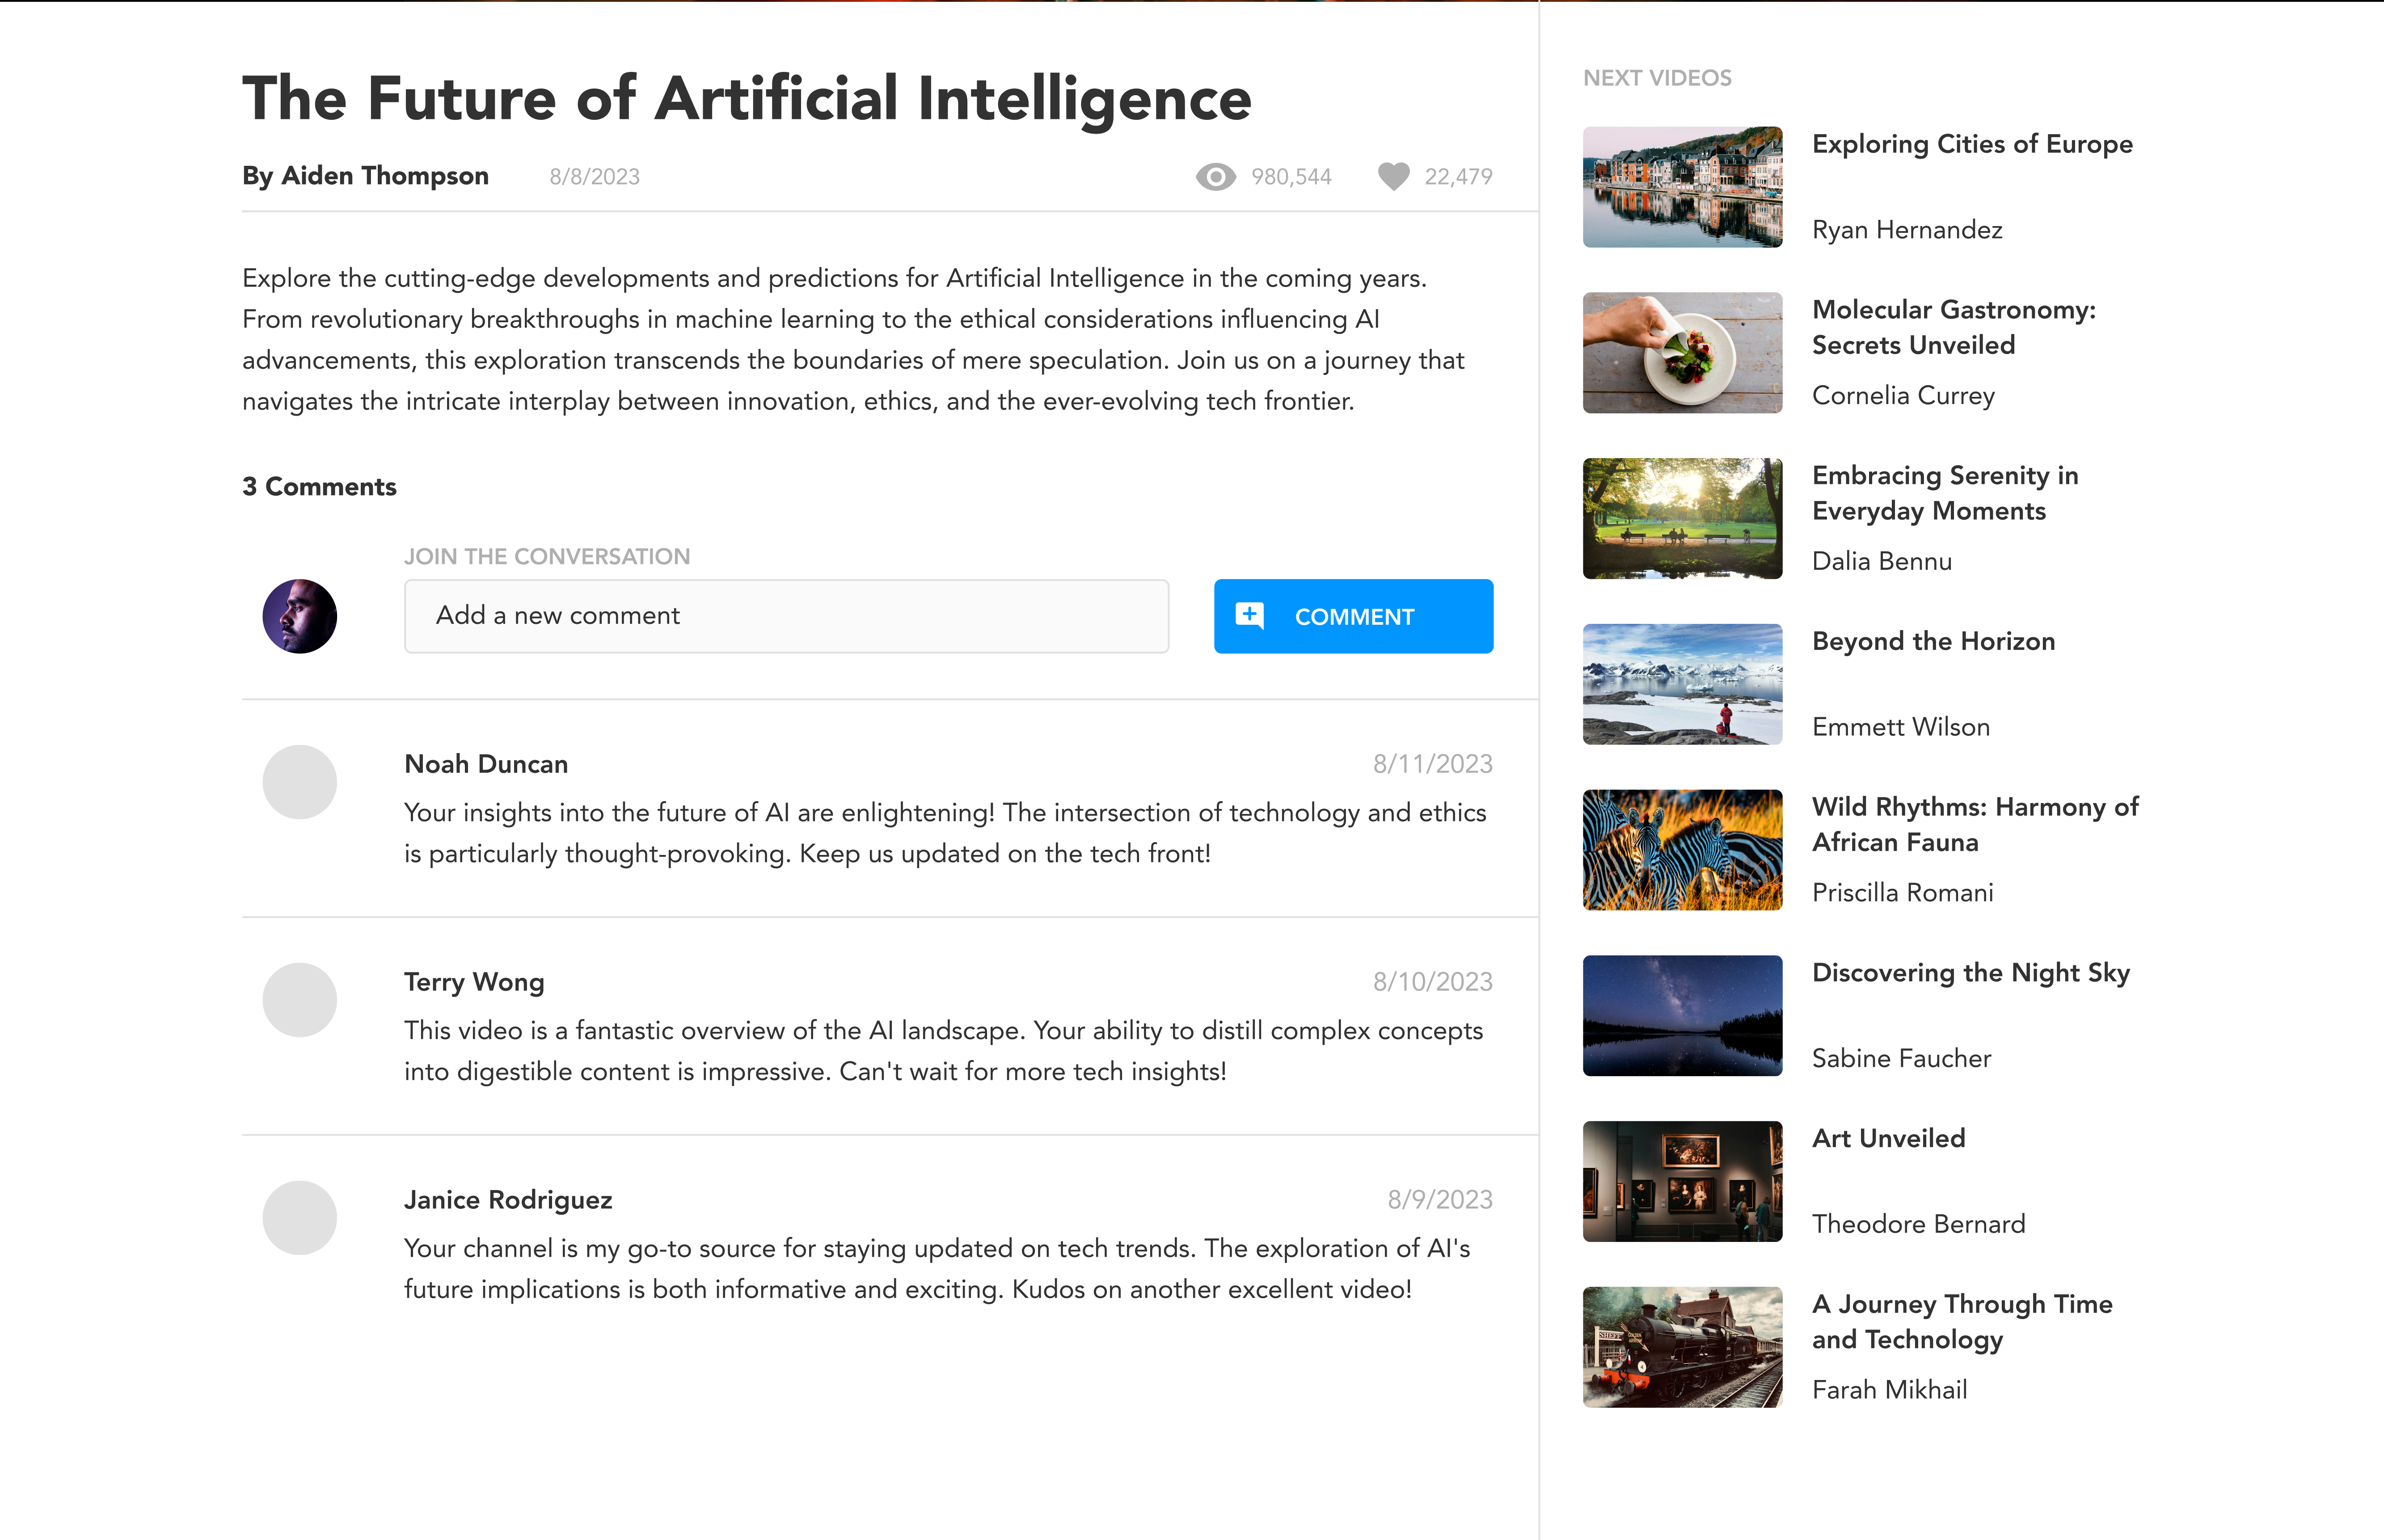 The Future of Artificial Intelligence
By Aiden Thompson 8/8/2023 980,544 22,479
Explore the cutting-edge developments and predictions for Artificial Intelligence in the coming years.
From revolutionary breakthroughs in machine learning to the ethical considerations influencing AI
advancements, this exploration transcends the boundaries of mere speculation. Join us on a journey that
navigates the intricate interplay between innovation, ethics, and the ever-evolving tech frontier.
3 Comments
JOIN THE CONVERSATION
Add a new comment
COMMENT
Noah Duncan 8/11/2023
Your insights into the future of AI are enlightening! The intersection of technology and ethics
is particularly thought-provoking. Keep us updated on the tech front!
Terry Wong 8/10/2023
This video is a fantastic overview of the AI landscape. Your ability to distill complex concepts
into digestible content is impressive. Can't wait for more tech insights!
Janice Rodriguez 8/9/2023
Your channel is my go-to source for staying updated on tech trends. The exploration of AI's
future implications is both informative and exciting. Kudos on another excellent video!
NEXT VIDEOS
Exploring Cities of Europe
Ryan Hernandez
Molecular Gastronomy:
Secrets Unveiled
Cornelia Currey
Embracing Serenity in
Everyday Moments
Dalia Bennu
Beyond the Horizon
Emmett Wilson
Wild Rhythms: Harmony of
African Fauna
Priscilla Romani
Discovering the Night Sky
Sabine Faucher
Art Unveiled
Theodore Bernard
A Journey Through Time
and Technology
Farah Mikhail